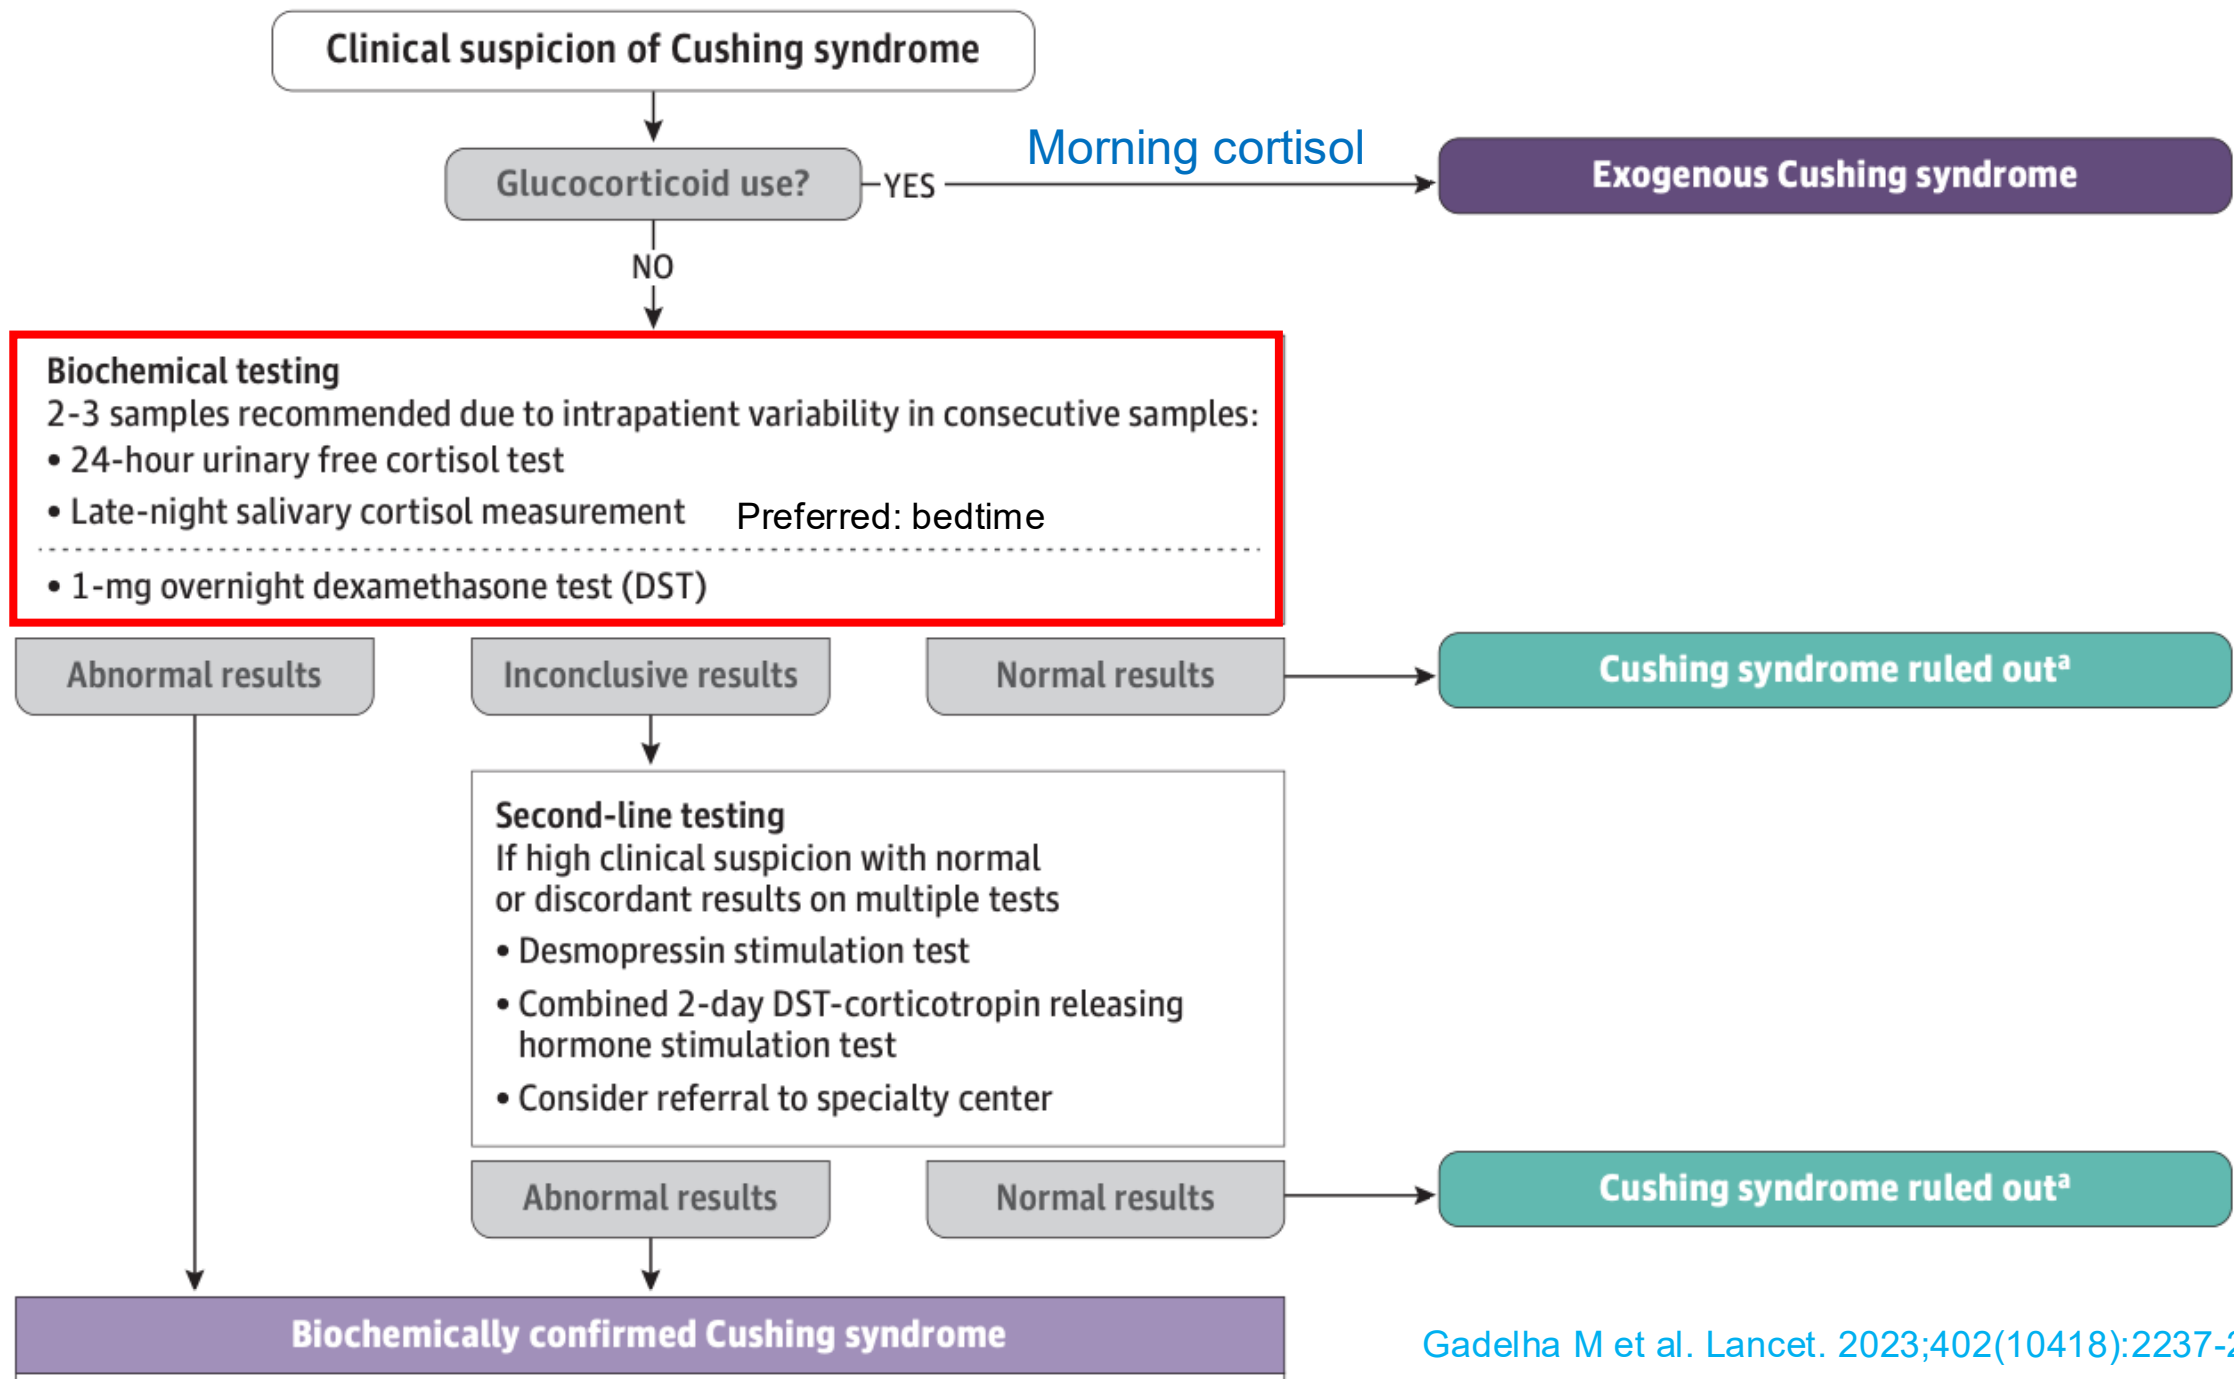 Clinical suspicion of Cushing syndrome
Morning cortisol
Glucocorticoid use?
YES
Exogenous Cushing syndrome
NO
Biochemical testing
2-3 samples recommended due to intrapatient variability in consecutive samples:
• 24-hour urinary free cortisol test
• Late-night salivary cortisol measurement
Preferred: bedtime
• 1-mg overnight dexamethasone test (DST)
Abnormal results
Inconclusive results
Normal results
Cushing syndrome ruled outᵃ
Second-line testing
If high clinical suspicion with normal
or discordant results on multiple tests
• Desmopressin stimulation test
• Combined 2-day DST-corticotropin releasing
hormone stimulation test
• Consider referral to specialty center
Abnormal results
Normal results
Cushing syndrome ruled outᵃ
Biochemically confirmed Cushing syndrome
Gadelha M et al. Lancet. 2023;402(10418):2237-